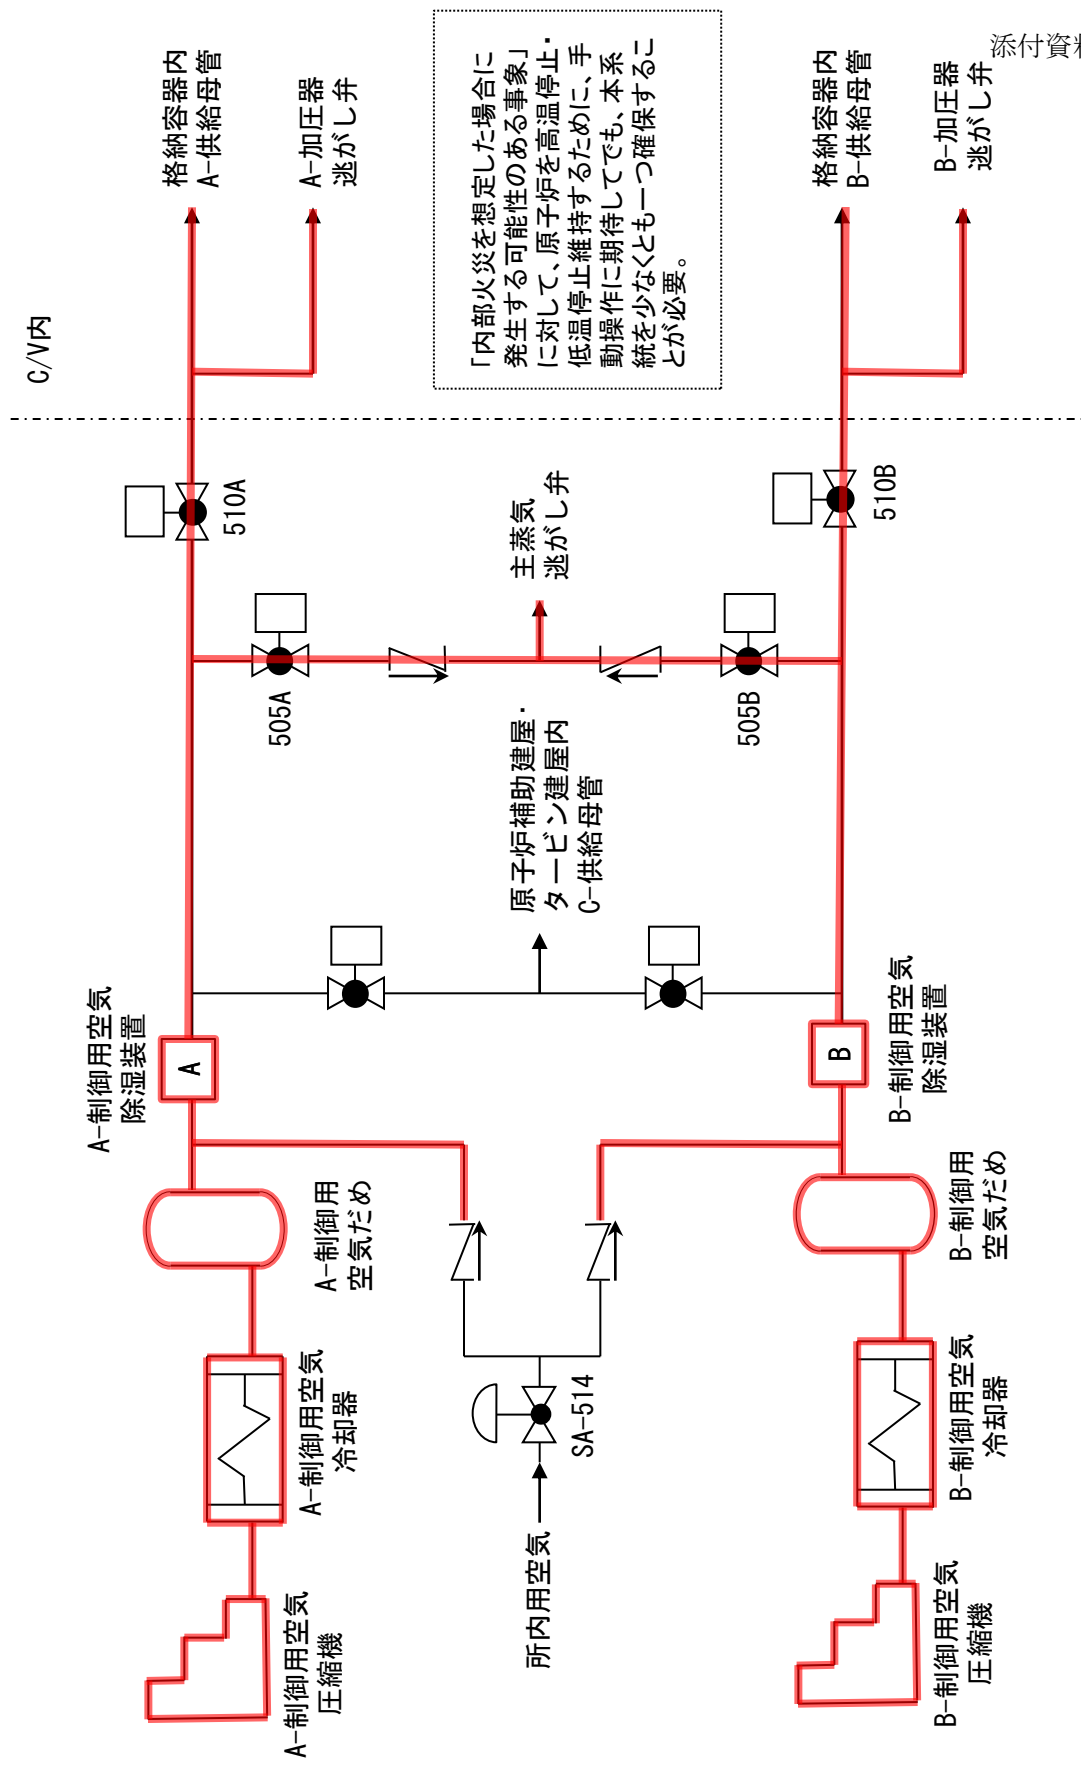 添付資料
C/V内
格納容器内
A-供給母管
A-加圧器
逃がし弁
「内部火災を想定した場合に
発生する可能性のある事象」
に対して、原子炉を高温停止・
低温停止維持するために、手
動操作に期待してでも、本系
統を少なくとも一つ確保するこ
とが必要。
格納容器内
B-供給母管
B-加圧器
逃がし弁
510A
主蒸気
逃がし弁
510B
505A
505B
原子炉補助建屋・
タービン建屋内
C-供給母管
A-制御用空気
除湿装置
A
B-制御用空気
除湿装置
B
A-制御用
空気だめ
B-制御用
空気だめ
A-制御用空気
冷却器
SA-514
B-制御用空気
冷却器
所内用空気
A-制御用空気
圧縮機
B-制御用空気
圧縮機